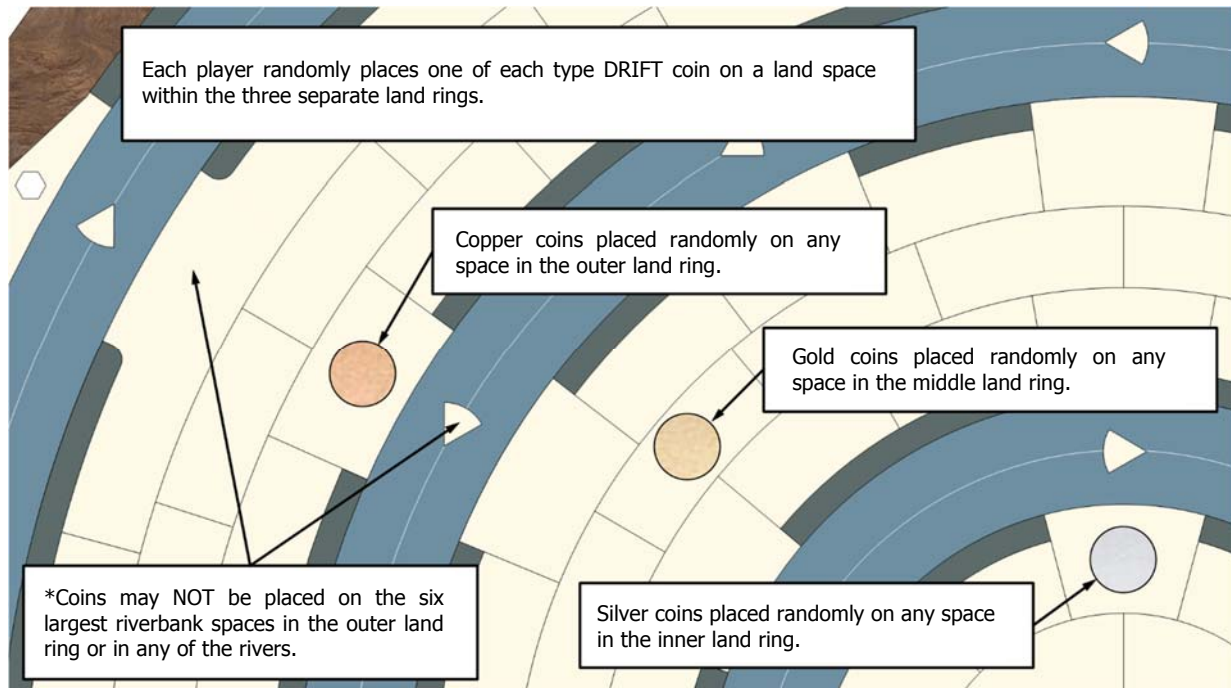 Each player randomly places one of each type DRIFT coin on a land space
within the three separate land rings.
Copper coins placed randomly on any
space in the outer land ring.
Gold coins placed randomly on any
space in the middle land ring.
*Coins may NOT be placed on the six
largest riverbank spaces in the outer land
ring or in any of the rivers.
Silver coins placed randomly on any space
in the inner land ring.